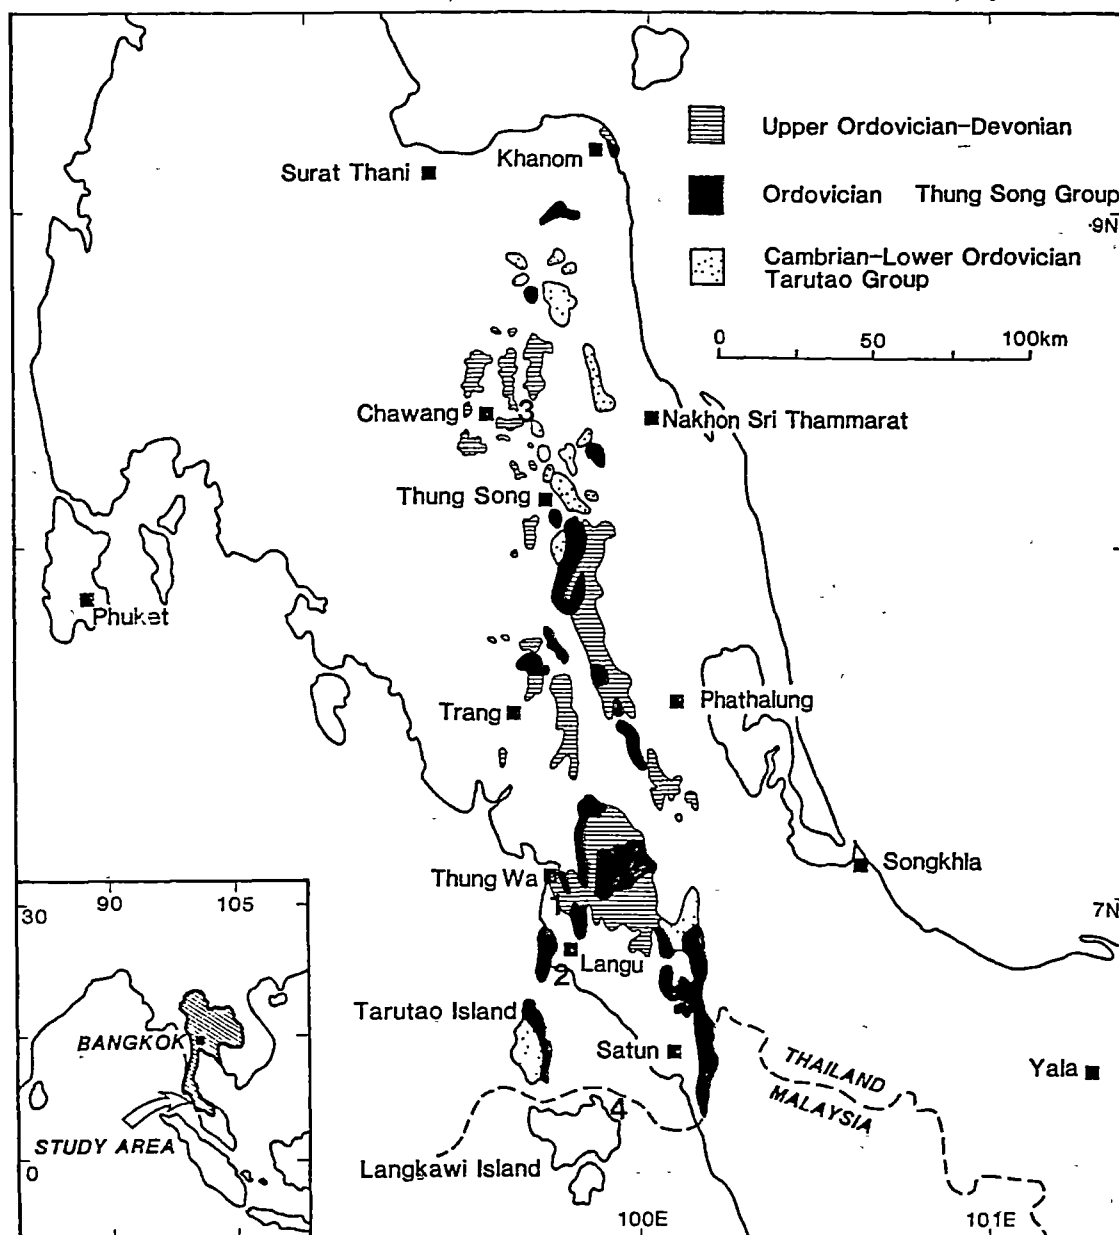 Upper Ordovician-Devonian
Khanom
Surat Thani
Ordovician Thung Song Group
9N
Cambrian-Lower Ordovician
Tarutao Group
0 50 100km
Chawang
3
Nakhon Sri Thammarat
Thung Song
Phuket
Phathalung
Trang
Songkhla
Thung Wa
1
7N
Langu
2
Tarutao Island
Satun
THAILAND
Yala
MALAYSIA
4
Langkawi Island
100E
101E
30
90
105
BANGKOK
STUDY AREA
0